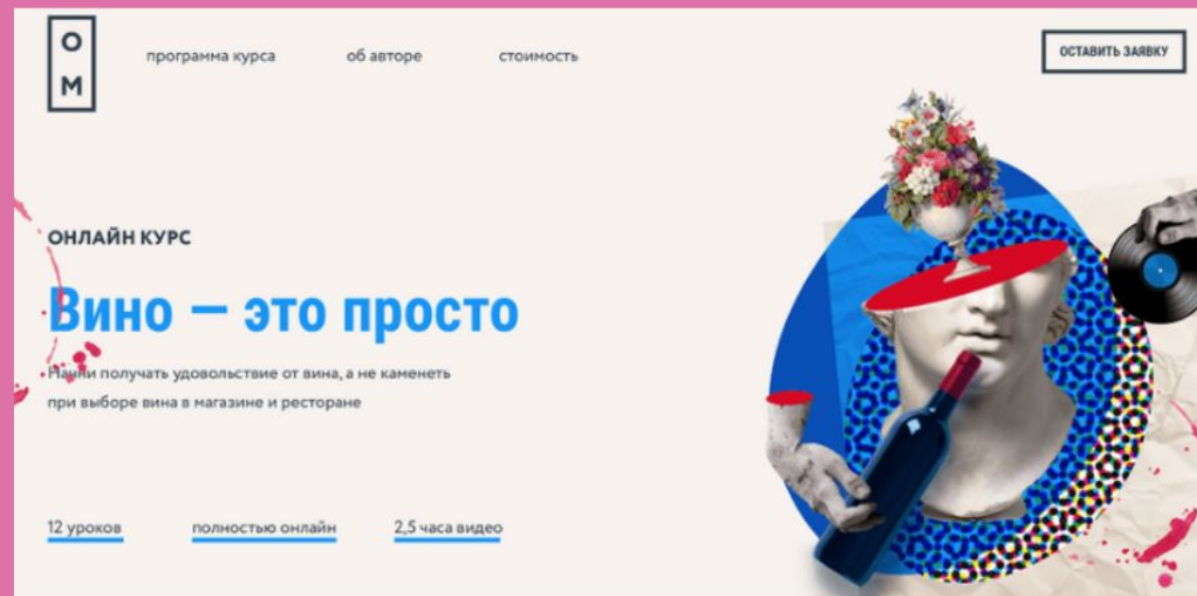 О
М
программа курса
об авторе
стоимость
ОСТАВИТЬ ЗАЯВКУ
ОНЛАЙН КУРС
Вино — это просто
Начни получать удовольствие от вина, а не каменеть
при выборе вина в магазине и ресторане
12 уроков
полностью онлайн
2,5 часа видео